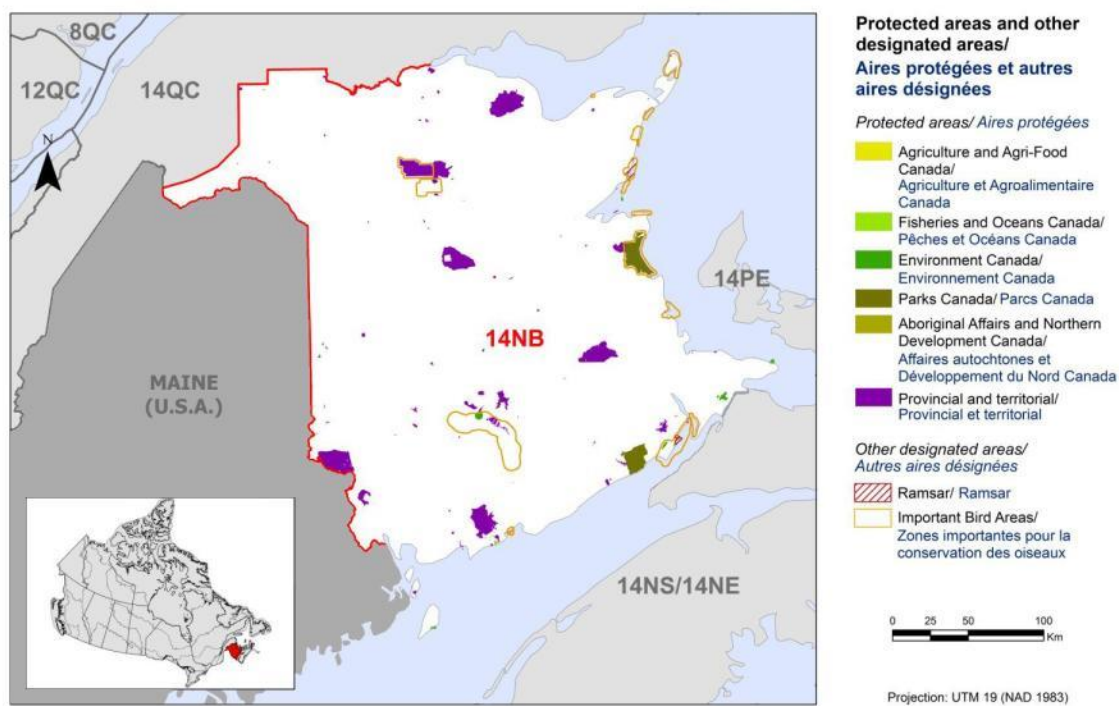 8QC
12QC
14QC
N
14PE
14NB
MAINE
(U.S.A.)
14NS/14NE
Protected areas and other
designated areas/
Aires protégées et autres
aires désignées
Protected areas/ Aires protégées
Agriculture and Agri-Food
Canada/
Agriculture et Agroalimentaire
Canada
Fisheries and Oceans Canada/
Pêches et Océans Canada
Environment Canada/
Environnement Canada
Parks Canada/ Parcs Canada
Aboriginal Affairs and Northern
Development Canada/
Affaires autochtones et
Développement du Nord Canada
Provincial and territorial/
Provincial et territorial
Other designated areas/
Autres aires désignées
Ramsar/ Ramsar
Important Bird Areas/
Zones importantes pour la
conservation des oiseaux
0 25 50 100
Km
Projection: UTM 19 (NAD 1983)